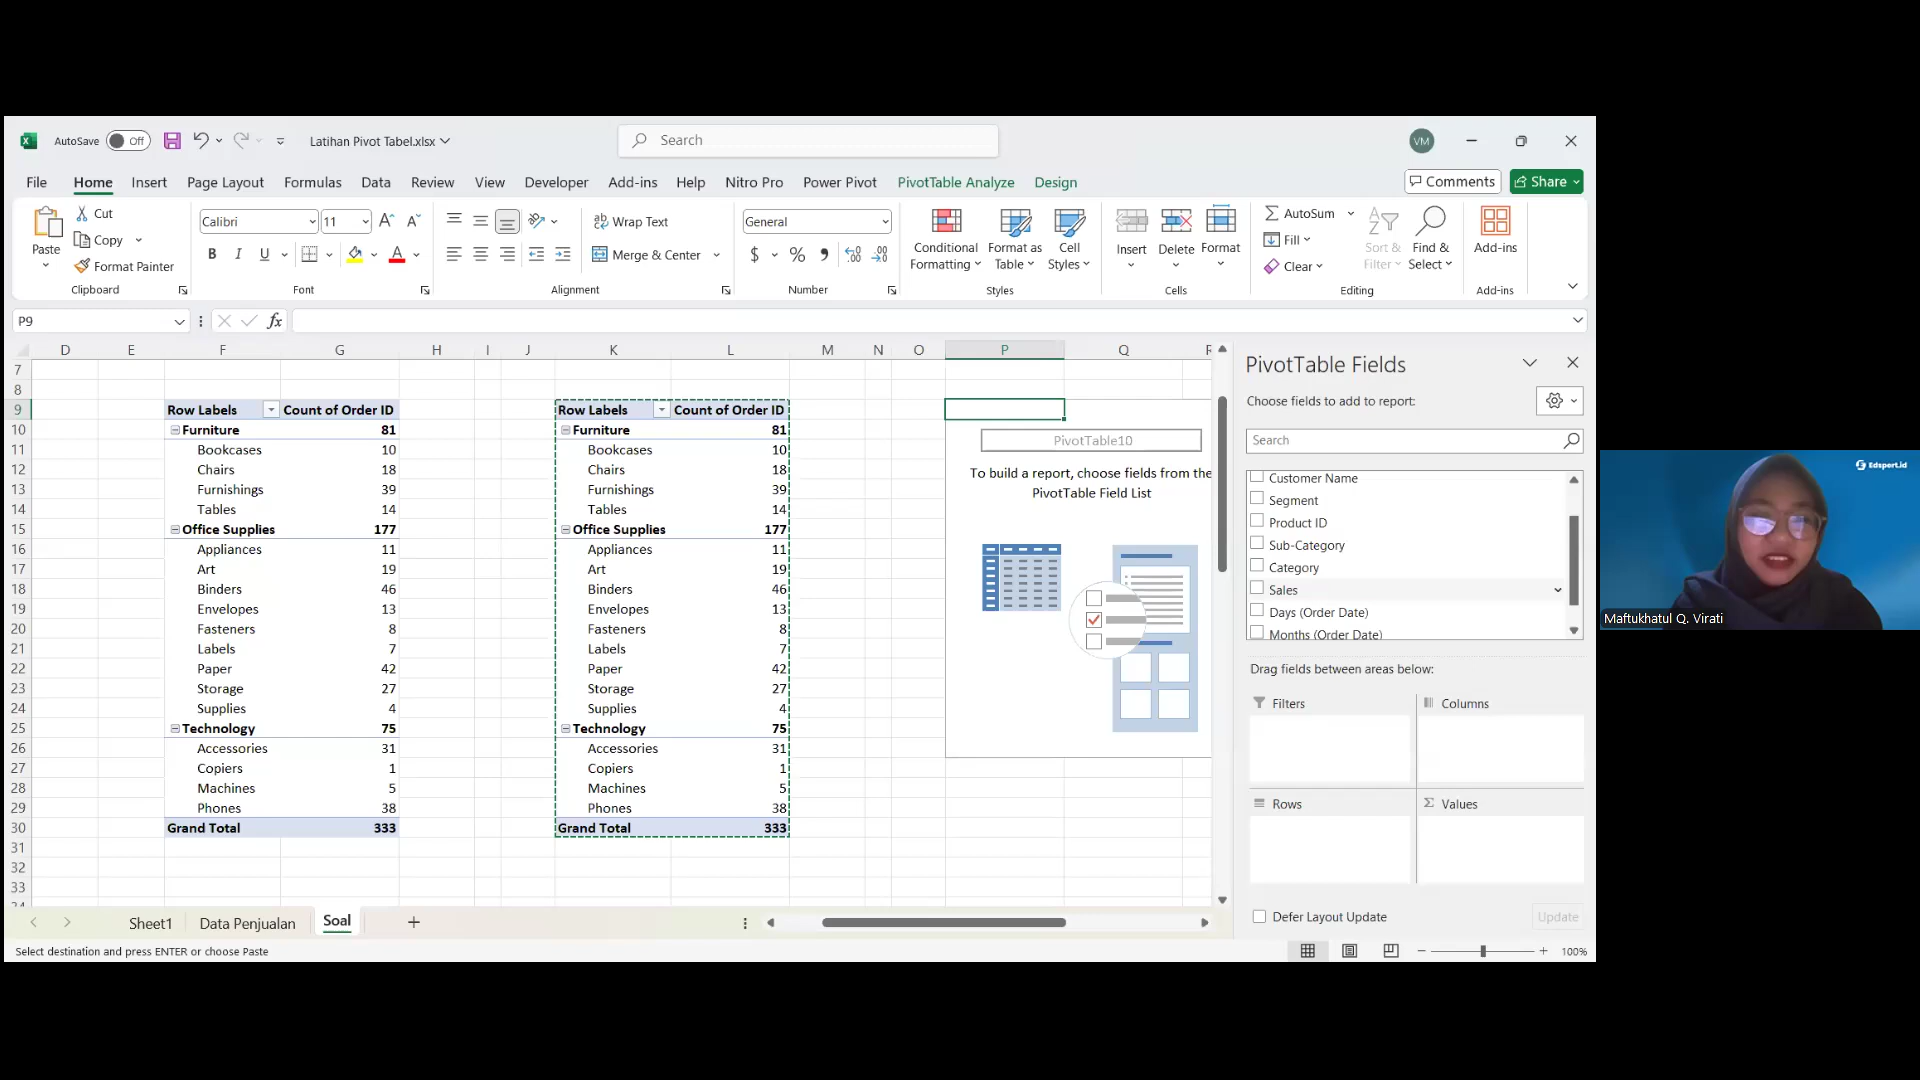 AutoSave Off Latihan Pivot Tabel.xlsx Search VM
File Home Insert Page Layout Formulas Data Review View Developer Add-ins Help Nitro Pro Power Pivot PivotTable Analyze Design Comments Share
Paste Cut Copy Format Painter Clipboard
Calibri 11 B I U A Font
Wrap Text Merge & Center Alignment
General $ % Number
Conditional Formatting Format as Table Cell Styles Styles
Insert Delete Format Cells
AutoSum Fill Clear Sort & Filter Find & Select Editing
Add-ins Add-ins
P9 fx
D E F G H I J K L M N O P Q R
7
8
9 Row Labels Count of Order ID Row Labels Count of Order ID
10 Furniture 81 Furniture 81
11 Bookcases 10 Bookcases 10
12 Chairs 18 Chairs 18
13 Furnishings 39 Furnishings 39
14 Tables 14 Tables 14
15 Office Supplies 177 Office Supplies 177
16 Appliances 11 Appliances 11
17 Art 19 Art 19
18 Binders 46 Binders 46
19 Envelopes 13 Envelopes 13
20 Fasteners 8 Fasteners 8
21 Labels 7 Labels 7
22 Paper 42 Paper 42
23 Storage 27 Storage 27
24 Supplies 4 Supplies 4
25 Technology 75 Technology 75
26 Accessories 31 Accessories 31
27 Copiers 1 Copiers 1
28 Machines 5 Machines 5
29 Phones 38 Phones 38
30 Grand Total 333 Grand Total 333
31
32
33
PivotTable10
To build a report, choose fields from the
PivotTable Field List
PivotTable Fields
Choose fields to add to report:
Search
Customer Name
Segment
Product ID
Sub-Category
Category
Sales
Days (Order Date)
Months (Order Date)
Drag fields between areas below:
Filters Columns
Rows Σ Values
Defer Layout Update Update
Sheet1 Data Penjualan Soal +
Select destination and press ENTER or choose Paste 100%
Edspert.id
Maftukhatul Q. Virati